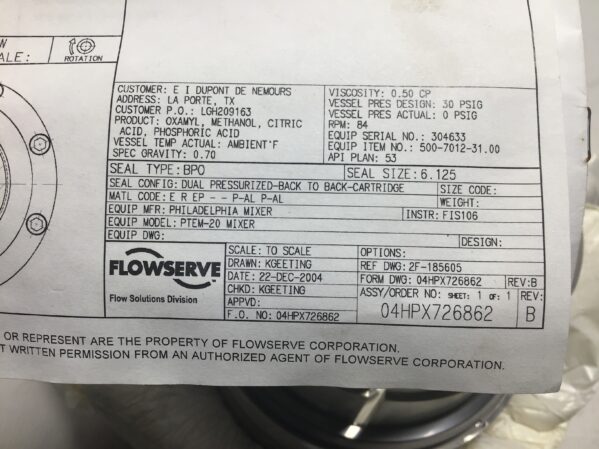 W
ALE:
ROTATION
CUSTOMER: E I DUPONT DE NEMOURS
ADDRESS: LA PORTE, TX
CUSTOMER P.O.: LGH209163
PRODUCT: OXAMYL, METHANOL, CITRIC
ACID, PHOSPHORIC ACID
VESSEL TEMP ACTUAL: AMBIENT°F
SPEC GRAVITY: 0.70
VISCOSITY: 0.50 CP
VESSEL PRES DESIGN: 30 PSIG
VESSEL PRES ACTUAL: 0 PSIG
RPM: 84
EQUIP SERIAL NO.: 304633
EQUIP ITEM NO.: 500-7012-31.00
API PLAN: 53
SEAL TYPE: BPO
SEAL SIZE: 6.125
SEAL CONFIG: DUAL PRESSURIZED-BACK TO BACK-CARTRIDGE
SIZE CODE:
MATL CODE: E R EP - - P-AL P-AL
WEIGHT:
EQUIP MFR: PHILADELPHIA MIXER
INSTR: FIS106
EQUIP MODEL: PTEM-20 MIXER
EQUIP DWG:
DESIGN:
FLOWSERVE
Flow Solutions Division
SCALE: TO SCALE
DRAWN: KGEETING
DATE: 22-DEC-2004
CHKD: KGEETING
APPVD:
F.O. NO: 04HPX726862
OPTIONS:
REF DWG: 2F-185605
FORM DWG: 04HPX726862
REV: B
ASSY/ORDER NO: SHEET: 1 OF: 1
REV:
04HPX726862
B
OR REPRESENT ARE THE PROPERTY OF FLOWSERVE CORPORATION.
T WRITTEN PERMISSION FROM AN AUTHORIZED AGENT OF FLOWSERVE CORPORATION.